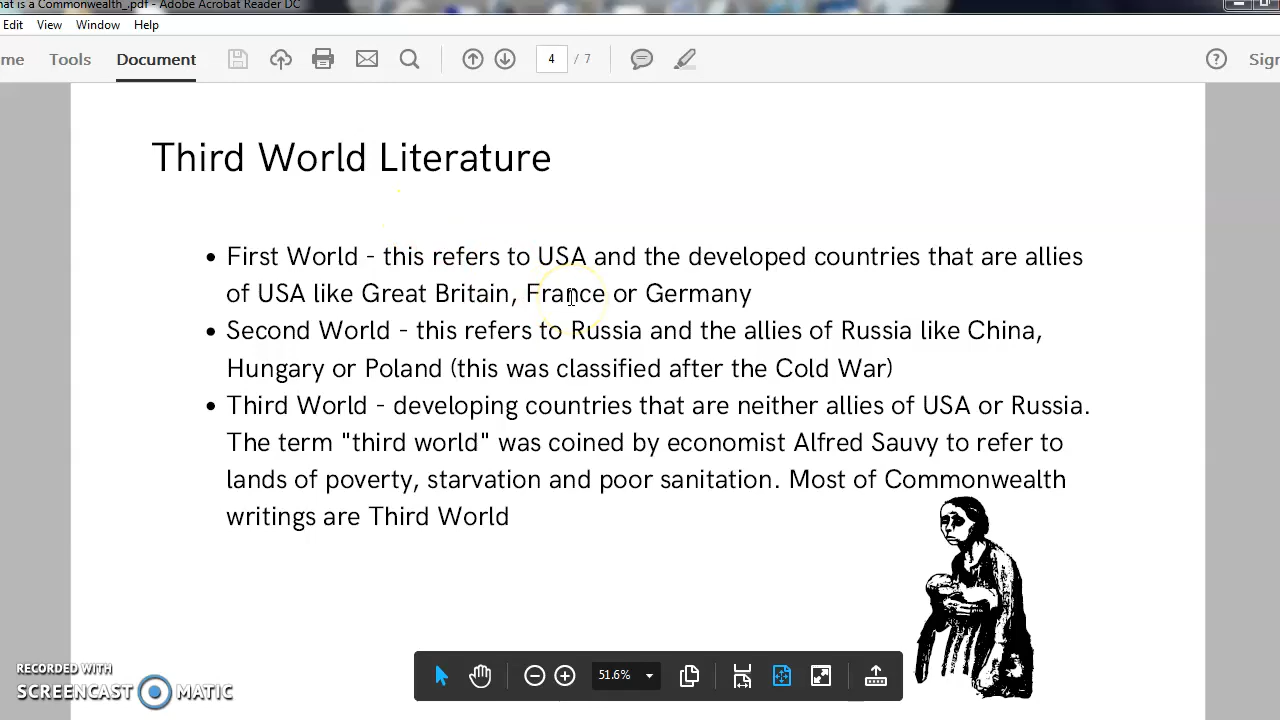 hat is a Commonwealth_.pdf - Adobe Acrobat Reader DC
Edit View Window Help
me Tools Document 4 / 7 Sign
Third World Literature
• First World - this refers to USA and the developed countries that are allies
of USA like Great Britain, France or Germany
• Second World - this refers to Russia and the allies of Russia like China,
Hungary or Poland (this was classified after the Cold War)
• Third World - developing countries that are neither allies of USA or Russia.
The term "third world" was coined by economist Alfred Sauvy to refer to
lands of poverty, starvation and poor sanitation. Most of Commonwealth
writings are Third World
51.6%
RECORDED WITH
SCREENCAST MATIC